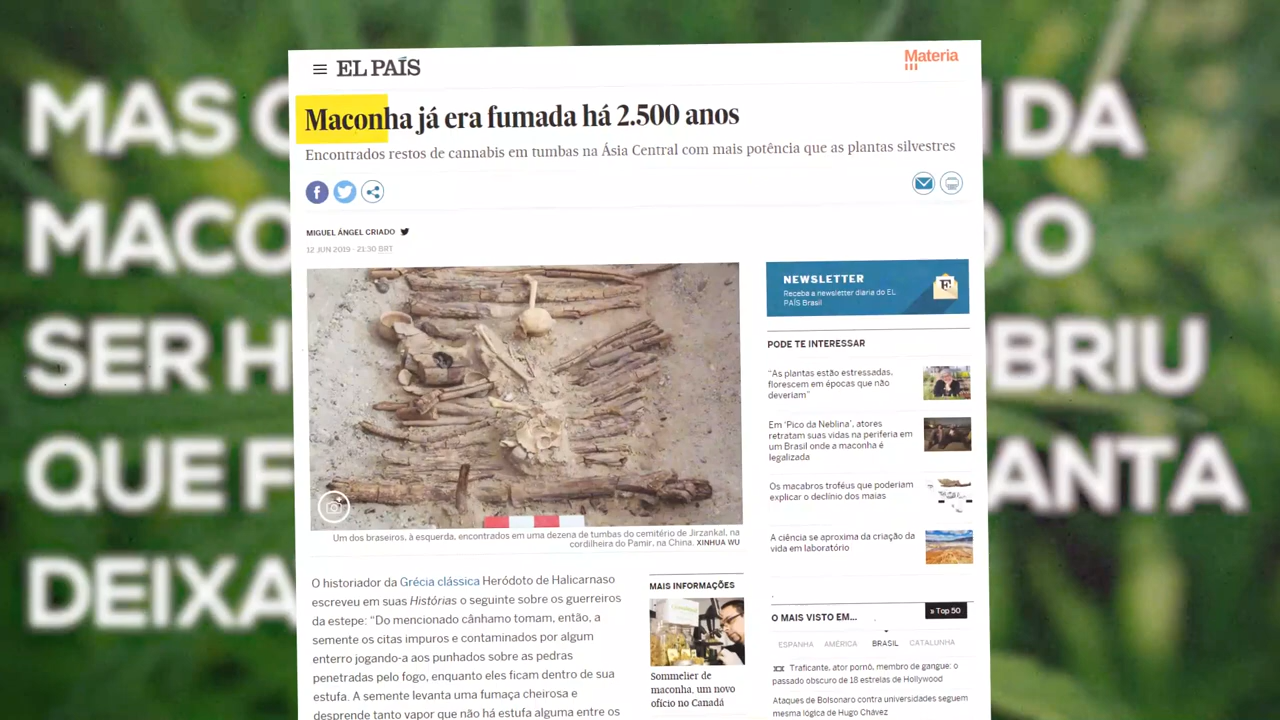 MAS
DA
MACO
O
SER H
BRIU
QUE F
ANTA
DEIXA
EL PAÍS
Materia
Maconha já era fumada há 2.500 anos
Encontrados restos de cannabis em tumbas na Ásia Central com mais potência que as plantas silvestres
MIGUEL ÁNGEL CRIADO
12 JUN 2019 - 21:30 BRT
Um dos braseiros, à esquerda, encontrados em uma dezena de tumbas do cemitério de Jirzankal, na
cordilheira do Pamir, na China. XINHUA WU
O historiador da Grécia clássica Heródoto de Halicarnaso
escreveu em suas Histórias o seguinte sobre os guerreiros
da estepe: “Do mencionado cânhamo tomam, então, a
semente os citas impuros e contaminados por algum
enterro jogando-a aos punhados sobre as pedras
penetradas pelo fogo, enquanto eles ficam dentro de sua
estufa. A semente levanta uma fumaça cheirosa e
desprende tanto vapor que não há estufa alguma entre os
MAIS INFORMAÇÕES
Sommelier de
maconha, um novo
ofício no Canadá
NEWSLETTER
Receba a newsletter diária do EL
PAÍS Brasil
PODE TE INTERESSAR
“As plantas estão estressadas,
florescem em épocas que não
deveriam”
Em ‘Pico da Neblina’, atores
retratam suas vidas na periferia em
um Brasil onde a maconha é
legalizada
Os macabros troféus que poderiam
explicar o declínio dos maias
A ciência se aproxima da criação da
vida em laboratório
O MAIS VISTO EM...
» Top 50
ESPANHA AMÉRICA BRASIL CATALUNHA
Traficante, ator pornô, membro de gangue: o
passado obscuro de 18 estrelas de Hollywood
Ataques de Bolsonaro contra universidades seguem
mesma lógica de Hugo Chávez